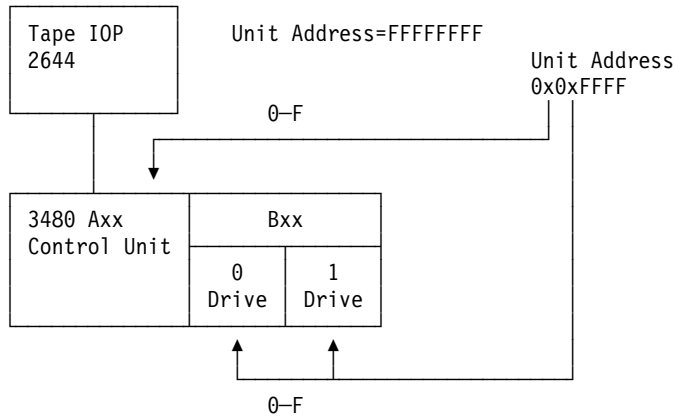 Tape IOP
2644
Unit Address=FFFFFFFF
Unit Address
0x0xFFFF
0—F
3480 Axx
Control Unit
Bxx
0
Drive
1
Drive
0—F